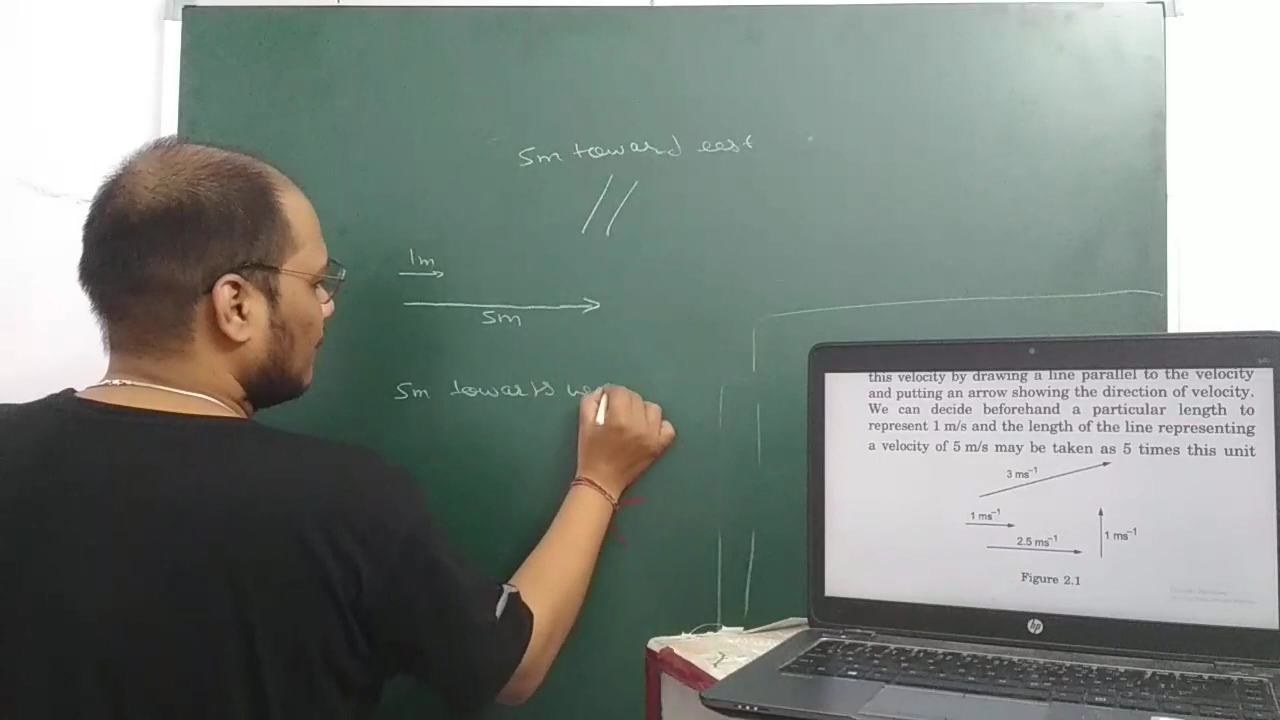 5m toward east
1m
5m
5m towards
this velocity by drawing a line parallel to the velocity
and putting an arrow showing the direction of velocity.
We can decide beforehand a particular length to
represent 1 m/s and the length of the line representing
a velocity of 5 m/s may be taken as 5 times this unit
3 ms⁻¹
1 ms⁻¹
2.5 ms⁻¹
1 ms⁻¹
Figure 2.1
hp